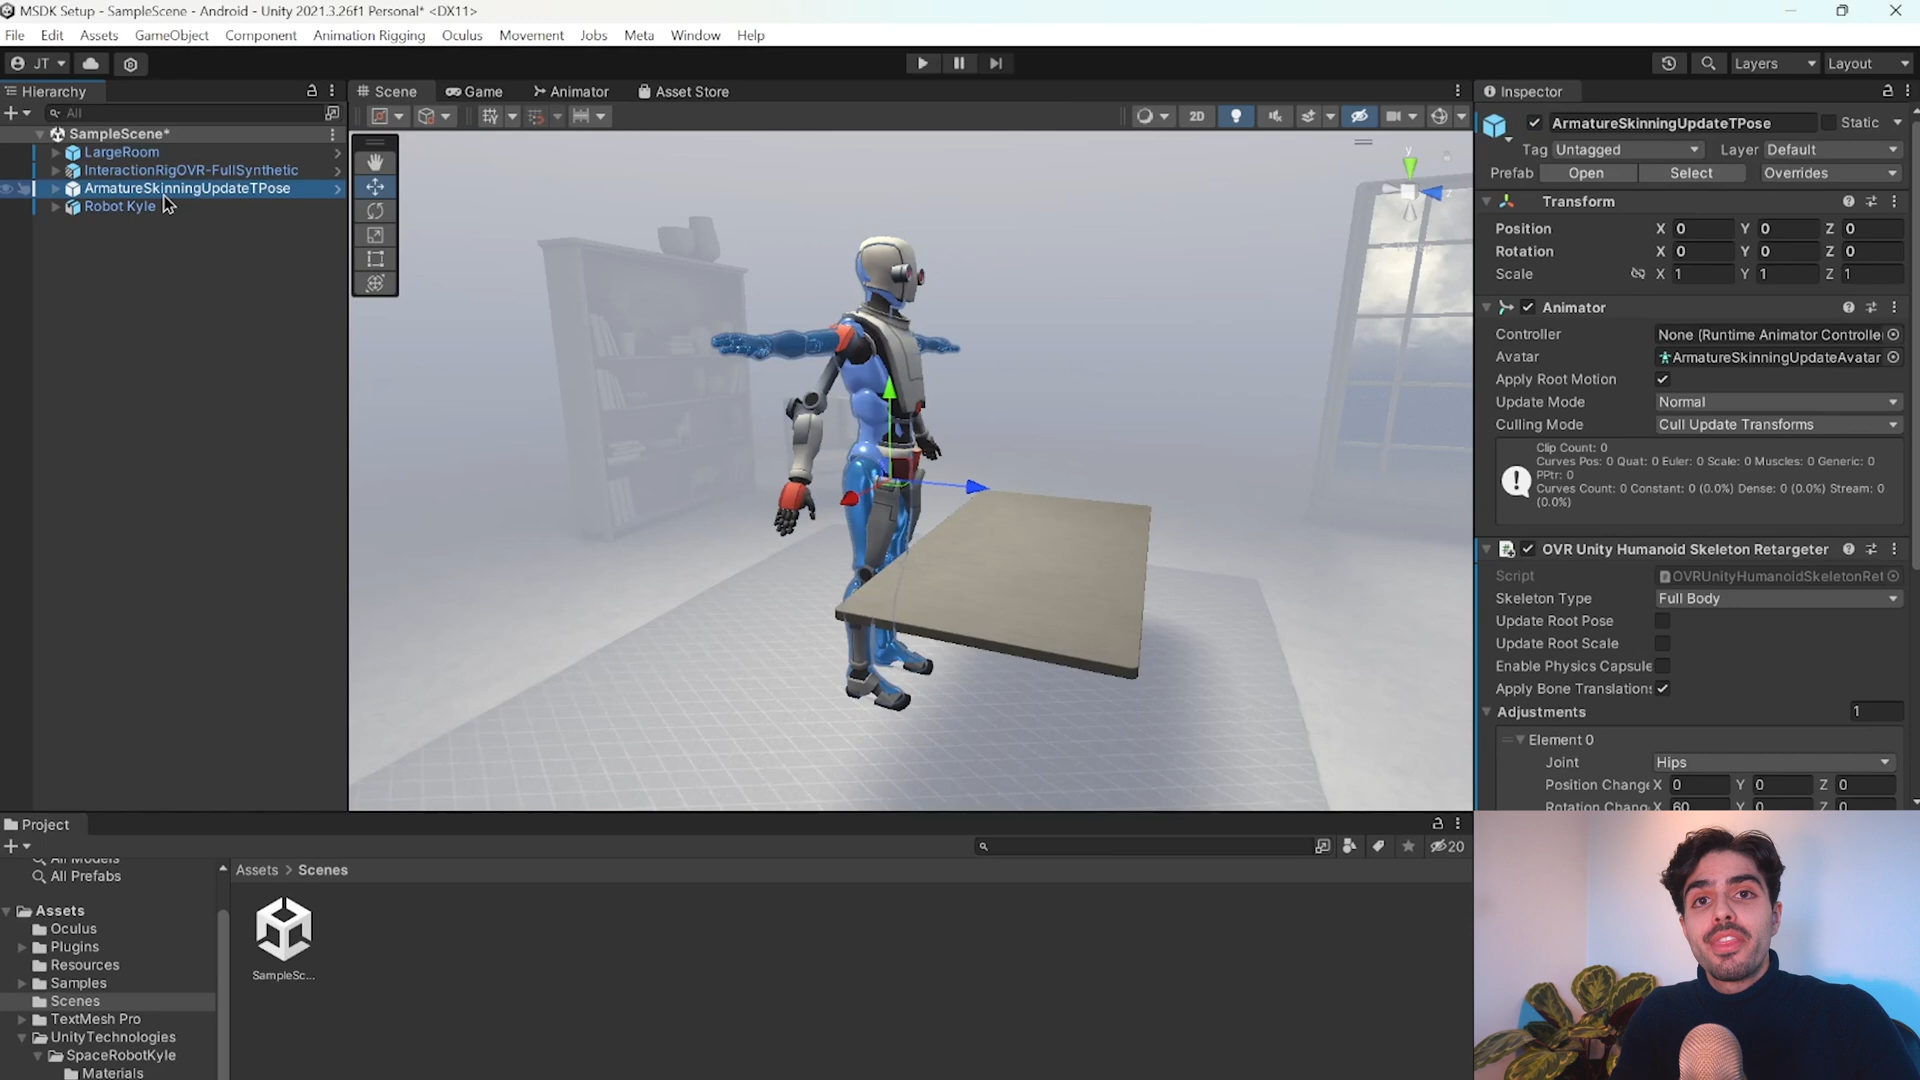 MSDK Setup - SampleScene - Android - Unity 2021.3.26f1 Personal* <DX11>
File Edit Assets GameObject Component Animation Rigging Oculus Movement Jobs Meta Window Help
JT
Layers Layout
Hierarchy
All
SampleScene*
LargeRoom
InteractionRigOVR-FullSynthetic
ArmatureSkinningUpdateTPose
Robot Kyle
Scene Game Animator Asset Store
2D
y
z
Inspector
ArmatureSkinningUpdateTPose Static
Tag Untagged Layer Default
Prefab Open Select Overrides
Transform
Position X 0 Y 0 Z 0
Rotation X 0 Y 0 Z 0
Scale X 1 Y 1 Z 1
Animator
Controller None (Runtime Animator Controlle
Avatar ArmatureSkinningUpdateAvatar
Apply Root Motion
Update Mode Normal
Culling Mode Cull Update Transforms
Clip Count: 0
Curves Pos: 0 Quat: 0 Euler: 0 Scale: 0 Muscles: 0 Generic: 0
PPtr: 0
Curves Count: 0 Constant: 0 (0.0%) Dense: 0 (0.0%) Stream: 0
(0.0%)
OVR Unity Humanoid Skeleton Retargeter
Script OVRUnityHumanoidSkeletonRet
Skeleton Type Full Body
Update Root Pose
Update Root Scale
Enable Physics Capsule
Apply Bone Translations
Adjustments 1
Element 0
Joint Hips
Position Change X 0 Y 0 Z 0
Rotation Chang X 60 Y 0 Z 0
Project
20
All Models
All Prefabs
Assets
Oculus
Plugins
Resources
Samples
Scenes
TextMesh Pro
UnityTechnologies
SpaceRobotKyle
Materials
Assets > Scenes
SampleSc...